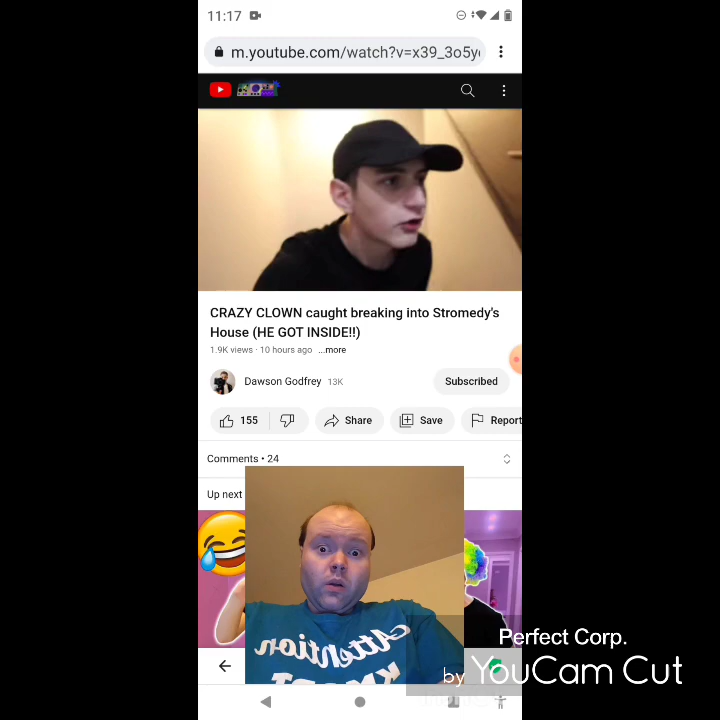 11:17
m.youtube.com/watch?v=x39_3o5y
CRAZY CLOWN caught breaking into Stromedy's
House (HE GOT INSIDE!!)
1.9K views · 10 hours ago ...more
Dawson Godfrey 13K
Subscribed
155
Share
Save
Report
Comments • 24
Up next
Attention
Perfect Corp.
by YouCam Cut